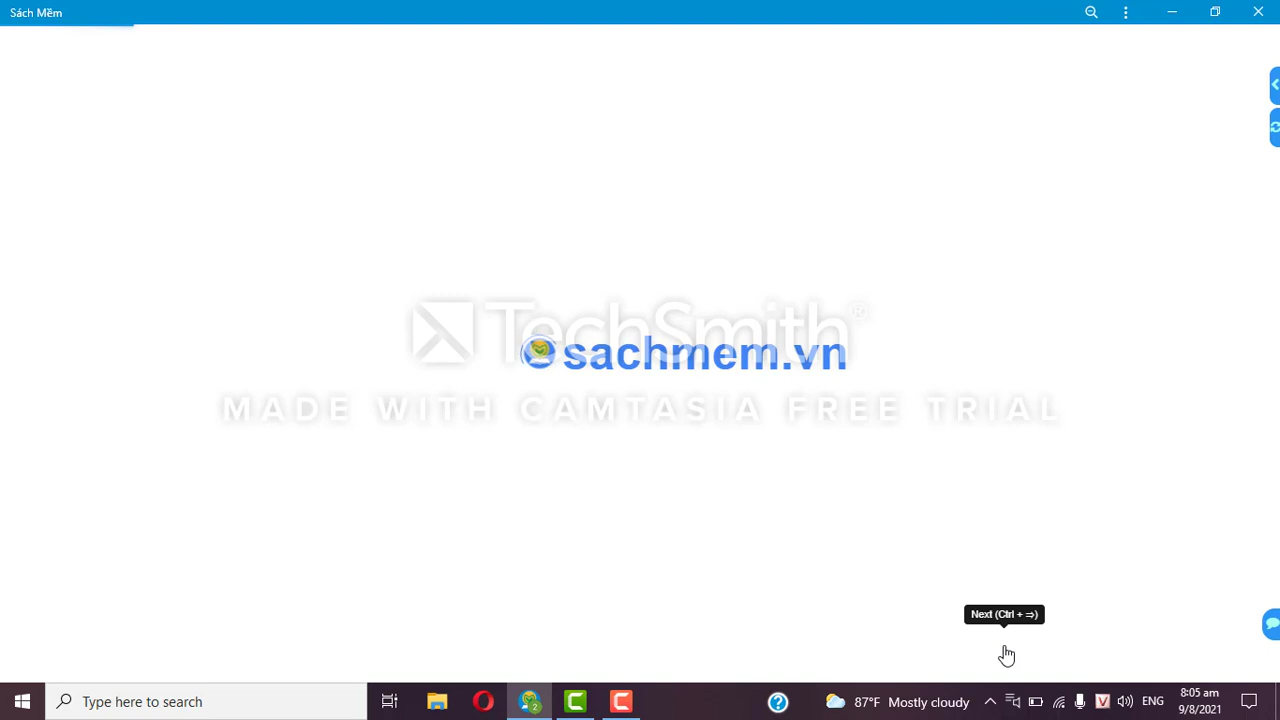 Sách Mềm
TechSmith®
sachmem.vn
MADE WITH CAMTASIA FREE TRIAL
Next (Ctrl + ⇒)
Type here to search
2
87°F Mostly cloudy
V
ENG
8:05 am
9/8/2021